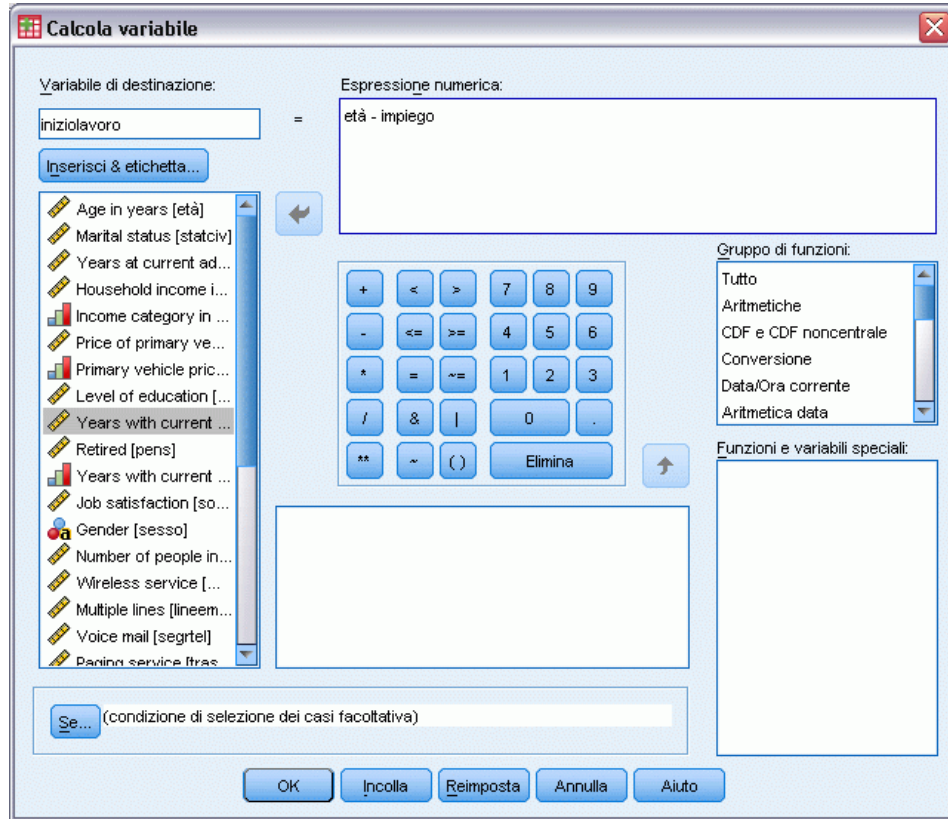 Calcola variabile
Variabile di destinazione:
Espressione numerica:
iniziolavoro
=
età - impiego
Inserisci & etichetta...
Age in years [età]
Marital status [statciv]
Years at current ad...
Household income i...
Income category in ...
Price of primary ve...
Primary vehicle pric...
Level of education [...
Years with current ...
Retired [pens]
Years with current ...
Job satisfaction [so...
Gender [sesso]
Number of people in...
Wireless service [...
Multiple lines [lineem...
Voice mail [segrtel]
Paging service [tras
+ < > 7 8 9
- <= >= 4 5 6
* = ~= 1 2 3
/ & | 0 .
** ~ ( ) Elimina
Gruppo di funzioni:
Tutto
Aritmetiche
CDF e CDF noncentrale
Conversione
Data/Ora corrente
Aritmetica data
Funzioni e variabili speciali:
Se... (condizione di selezione dei casi facoltativa)
OK Incolla Reimposta Annulla Aiuto